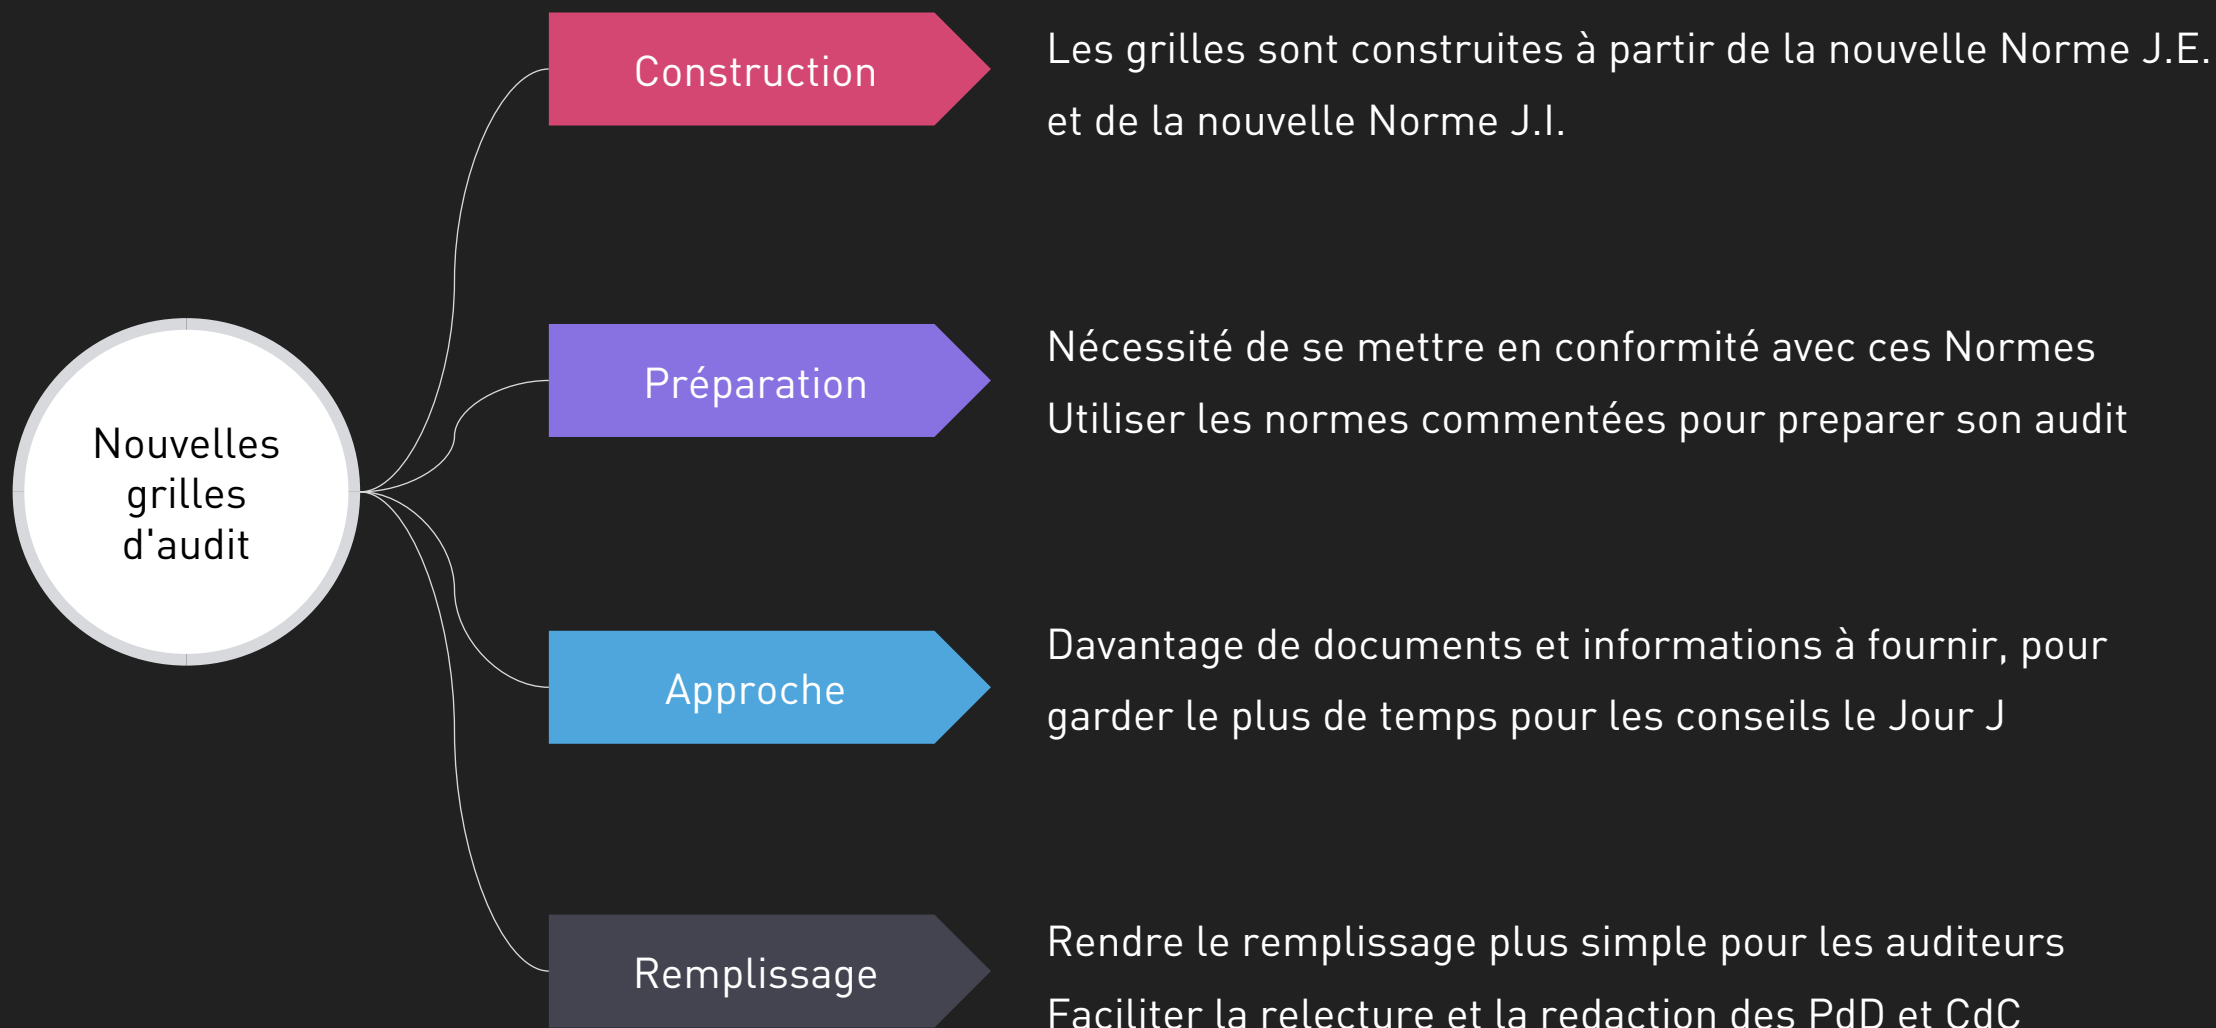 Nouvelles
grilles
d'audit
Construction
Les grilles sont construites à partir de la nouvelle Norme J.E.
et de la nouvelle Norme J.I.
Préparation
Nécessité de se mettre en conformité avec ces Normes
Utiliser les normes commentées pour preparer son audit
Approche
Davantage de documents et informations à fournir, pour
garder le plus de temps pour les conseils le Jour J
Remplissage
Rendre le remplissage plus simple pour les auditeurs
Faciliter la relecture et la redaction des PdD et CdC